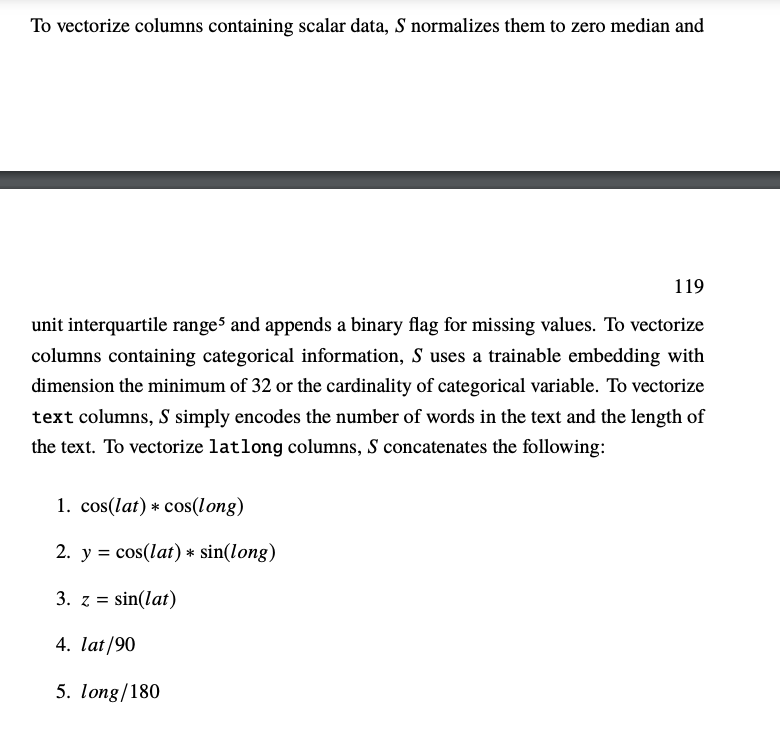 To vectorize columns containing scalar data, S normalizes them to zero median and
119
unit interquartile range⁵ and appends a binary flag for missing values. To vectorize
columns containing categorical information, S uses a trainable embedding with
dimension the minimum of 32 or the cardinality of categorical variable. To vectorize
text columns, S simply encodes the number of words in the text and the length of
the text. To vectorize latlong columns, S concatenates the following:
1. cos(lat) * cos(long)
2. y = cos(lat) * sin(long)
3. z = sin(lat)
4. lat/90
5. long/180